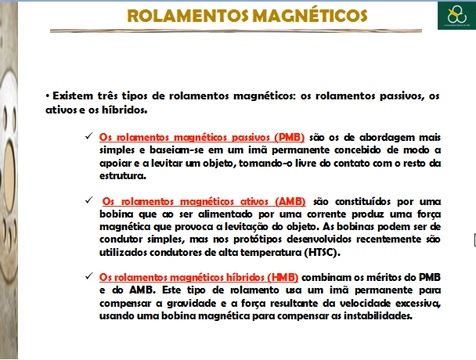 ROLAMENTOS MAGNÉTICOS
• Existem três tipos de rolamentos magnéticos: os rolamentos passivos, os
ativos e os híbridos.
✓ Os rolamentos magnéticos passivos (PMB) são os de abordagem mais
simples e baseiam-se em um imã permanente concebido de modo a
apoiar e a levitar um objeto, tornando-o livre do contato com o resto da
estrutura.
✓ Os rolamentos magnéticos ativos (AMB) são constituídos por uma
bobina que ao ser alimentado por uma corrente produz uma força
magnética que provoca a levitação do objeto. As bobinas podem ser de
condutor simples, mas nos protótipos desenvolvidos recentemente são
utilizados condutores de alta temperatura (HTSC).
✓ Os rolamentos magnéticos híbridos (HMB) combinam os méritos do PMB
e do AMB. Este tipo de rolamento usa um imã permanente para
compensar a gravidade e a força resultante da velocidade excessiva,
usando uma bobina magnética para compensar as instabilidades.